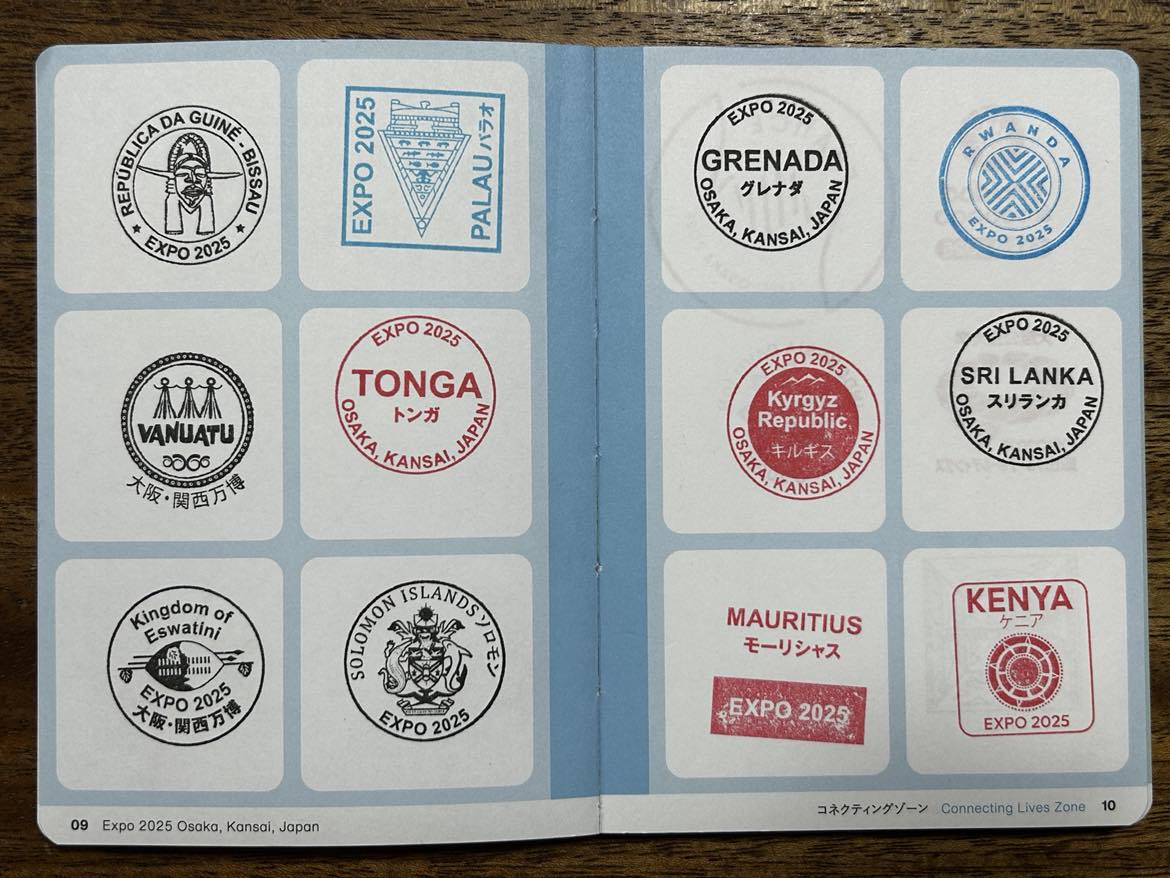 REPÚBLICA DA GUINÉ-BISSAU
★ EXPO 2025 ★
EXPO 2025
PALAU パラオ
VANUATU
大阪・関西万博
EXPO 2025
TONGA
トンガ
OSAKA, KANSAI, JAPAN
Kingdom of
Eswatini
EXPO 2025
大阪・関西万博
SOLOMON ISLANDS ソロモン
EXPO 2025
09 Expo 2025 Osaka, Kansai, Japan
EXPO 2025
GRENADA
グレナダ
OSAKA, KANSAI, JAPAN
RWANDA
EXPO 2025
EXPO 2025
Kyrgyz
Republic
キルギス
OSAKA, KANSAI, JAPAN
EXPO 2025
SRI LANKA
スリランカ
OSAKA, KANSAI, JAPAN
MAURITIUS
モーリシャス
EXPO 2025
KENYA
ケニア
EXPO 2025
コネクティングゾーン Connecting Lives Zone 10